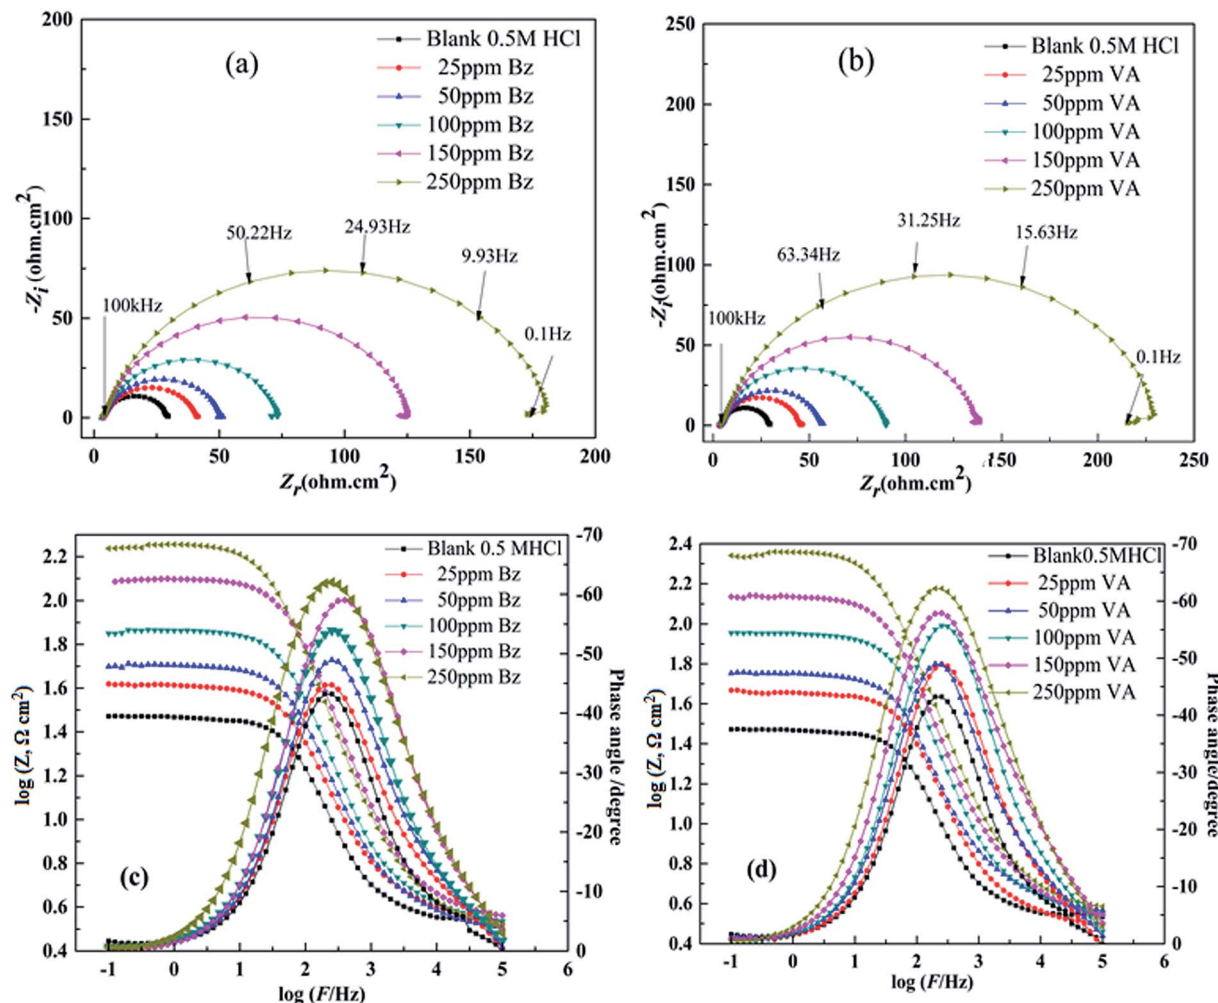 (a)
Blank 0.5M HCl
25ppm Bz
50ppm Bz
100ppm Bz
150ppm Bz
250ppm Bz
200
150
100
50
0
-Zi (ohm.cm2)
100kHz
50.22Hz
24.93Hz
9.93Hz
0.1Hz
0 50 100 150 200
Zr(ohm.cm2)
(b)
Blank 0.5M HCl
25ppm VA
50ppm VA
100ppm VA
150ppm VA
250ppm VA
250
200
150
100
50
0
-Zi(ohm.cm2)
100kHz
63.34Hz
31.25Hz
15.63Hz
0.1Hz
0 50 100 150 200 250
Zr(ohm.cm2)
(c)
Blank 0.5 MHCl
25ppm Bz
50ppm Bz
100ppm Bz
150ppm Bz
250ppm Bz
2.2
2.0
1.8
1.6
1.4
1.2
1.0
0.8
0.6
0.4
log (Z, Ω cm2)
-70
-60
-50
-40
-30
-20
-10
0
Phase angle /degree
-1 0 1 2 3 4 5 6
log (F/Hz)
(d)
Blank0.5MHCl
25ppm VA
50ppm VA
100ppm VA
150ppm VA
250ppm VA
2.4
2.2
2.0
1.8
1.6
1.4
1.2
1.0
0.8
0.6
0.4
log (Z, Ω cm2)
-70
-60
-50
-40
-30
-20
-10
0
Phase angle/degree
-1 0 1 2 3 4 5 6
log (F/Hz)